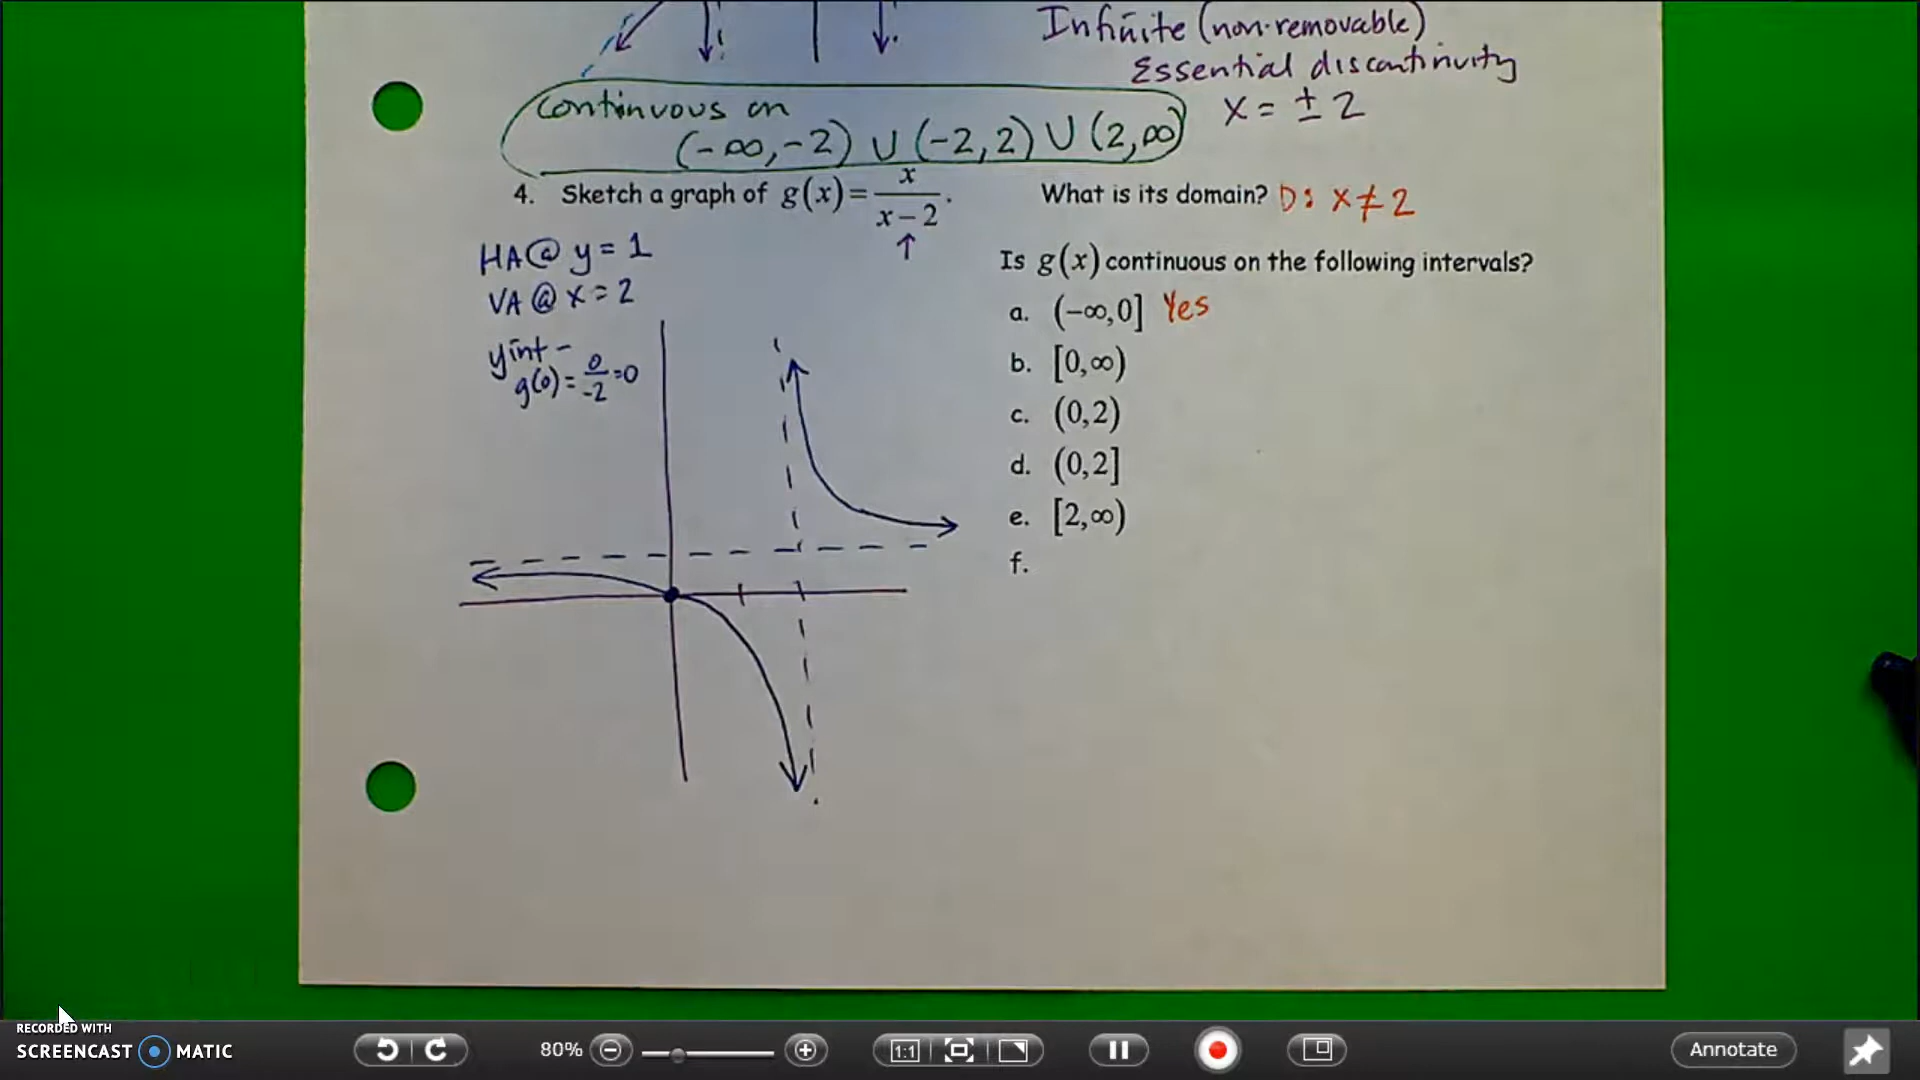 Infinite (non-removable)
Essential discontinuity
x = ± 2
Continuous on
(-∞,-2) ∪ (-2,2) ∪ (2,∞)
4. Sketch a graph of g(x) = x/(x-2). What is its domain? D: x ≠ 2
↑
HA @ y = 1
VA @ x = 2
y int -
g(0) = 0/-2 = 0
Is g(x) continuous on the following intervals?
a. (-∞,0] Yes
b. [0,∞)
c. (0,2)
d. (0,2]
e. [2,∞)
f.
RECORDED WITH
SCREENCAST MATIC
80%
1:1
Annotate